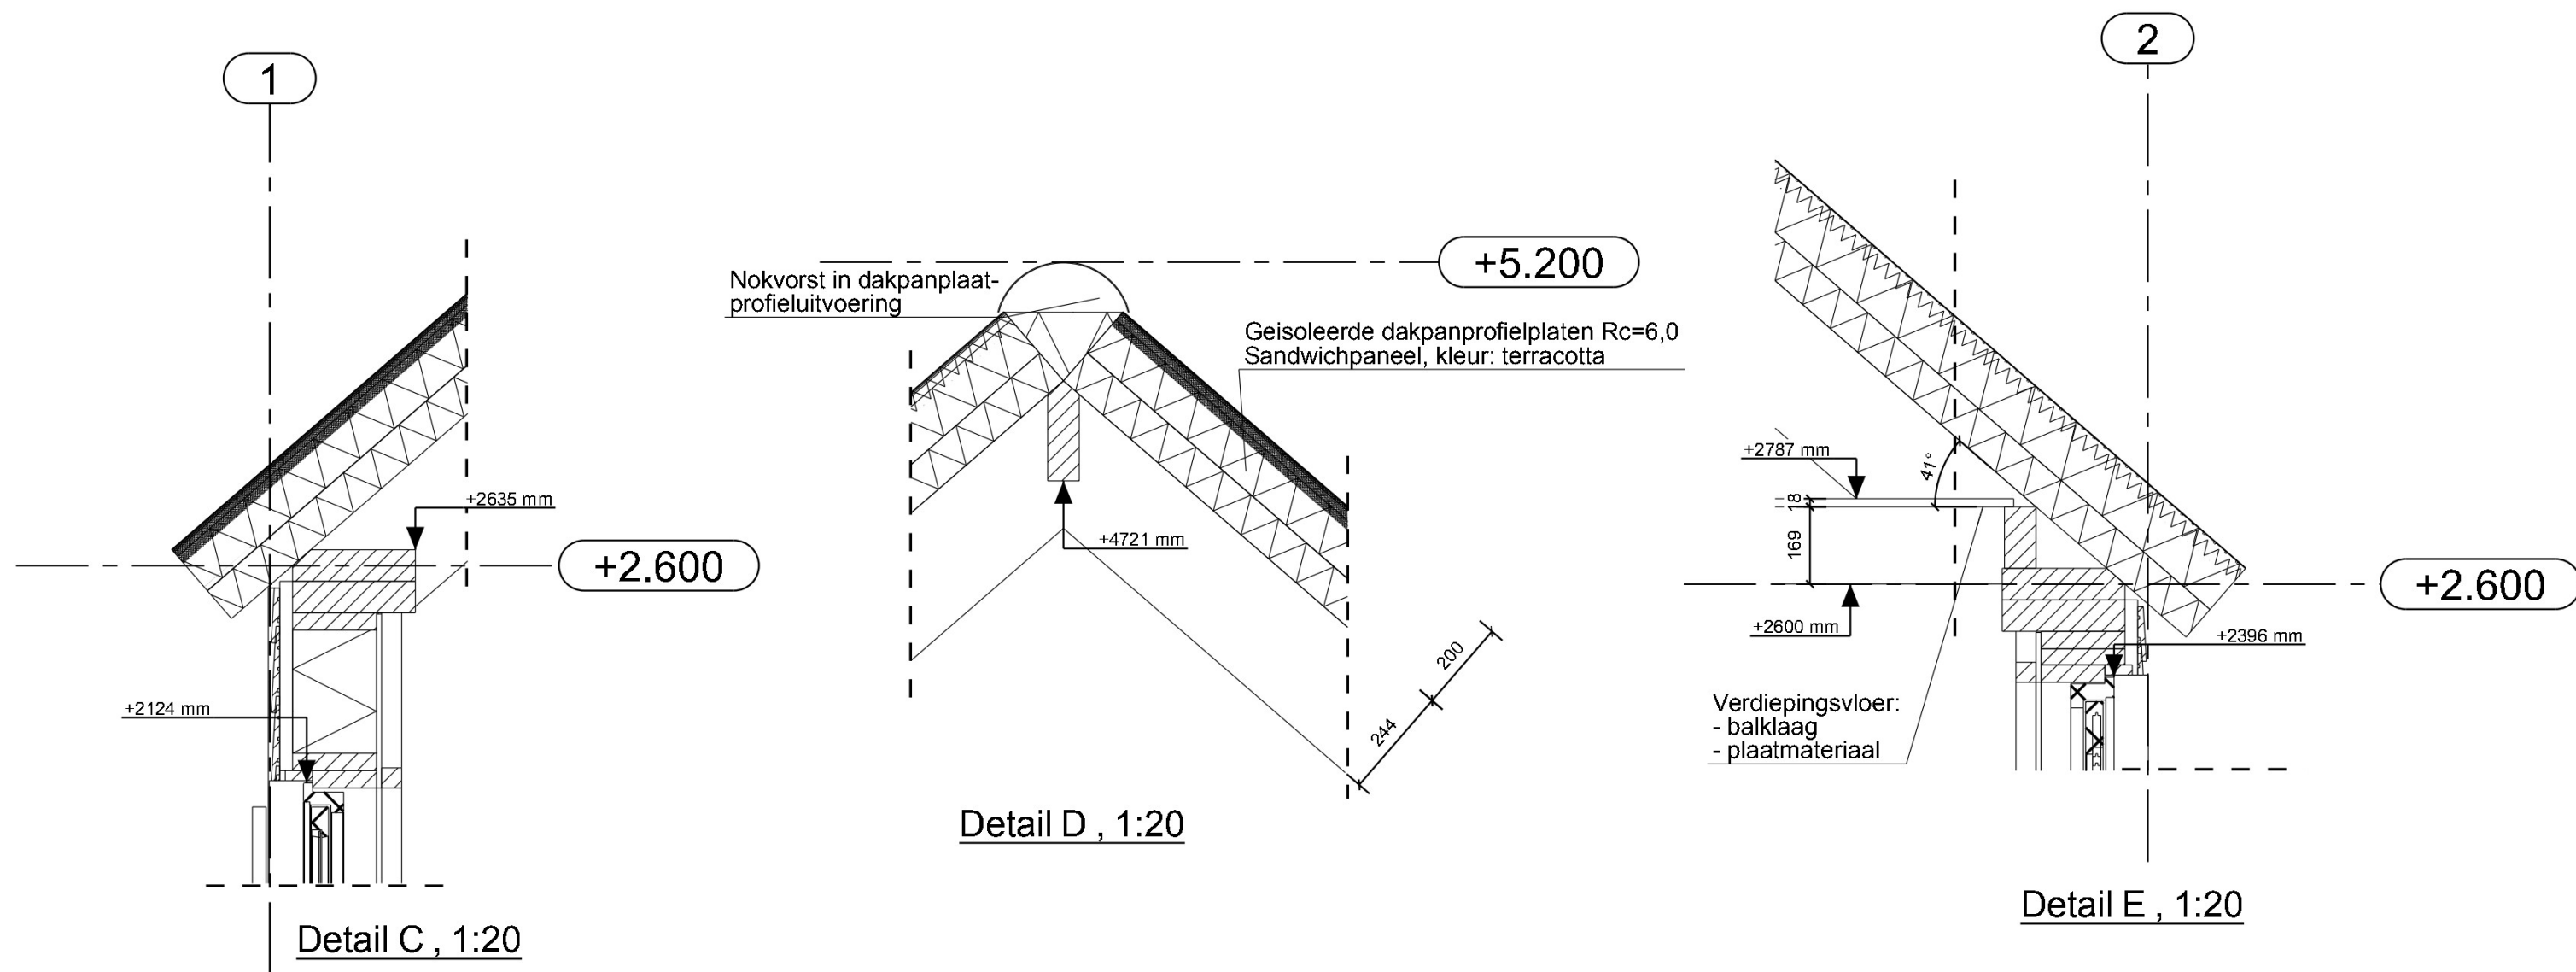 1
+2635 mm
+2.600
+2124 mm
Detail C , 1:20
+5.200
Nokvorst in dakpanplaat-
profieluitvoering
Geisoleerde dakpanprofielplaten Rc=6,0
Sandwichpaneel, kleur: terracotta
+4721 mm
200
244
Detail D , 1:20
2
+2787 mm
41°
18
169
+2.600
+2600 mm
+2396 mm
Verdiepingsvloer:
- balklaag
- plaatmateriaal
Detail E , 1:20